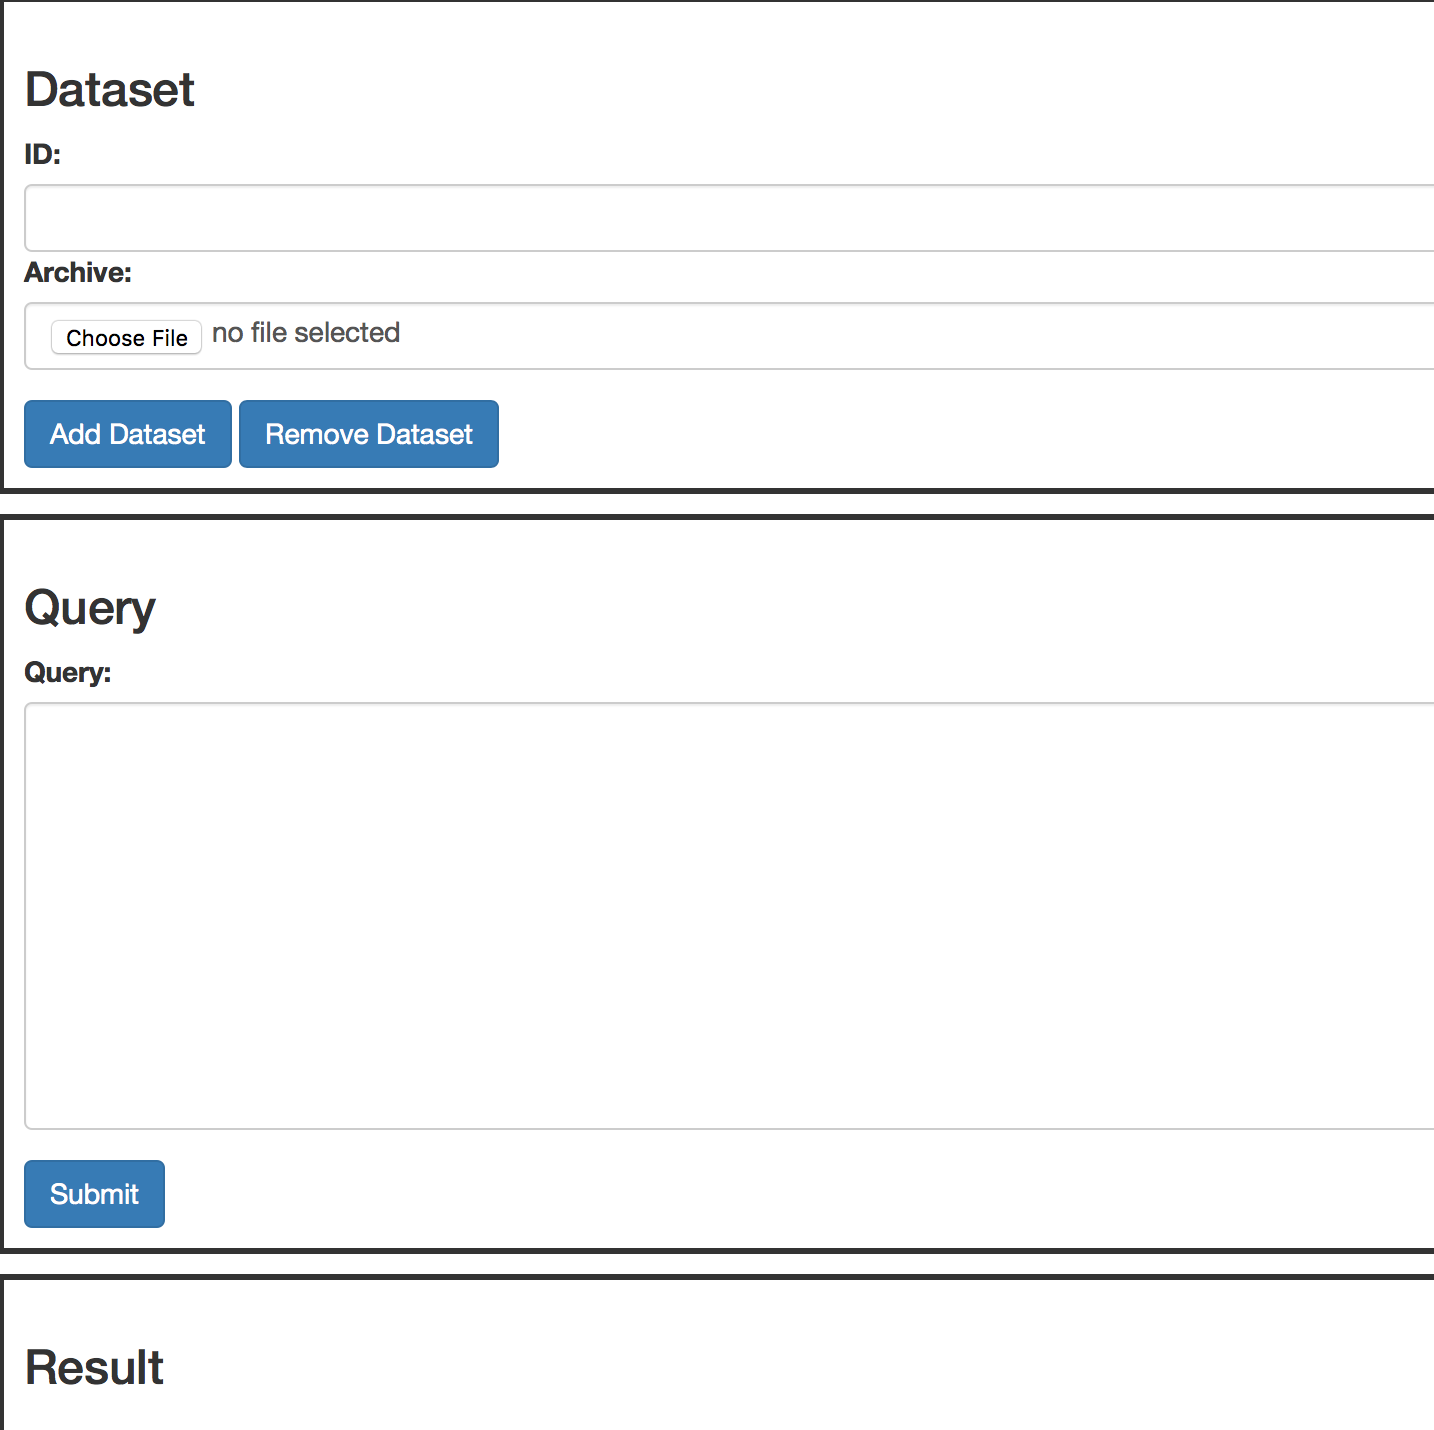 Dataset
ID:
Archive:
Choose File no file selected
Add Dataset Remove Dataset
Query
Query:
Submit
Result